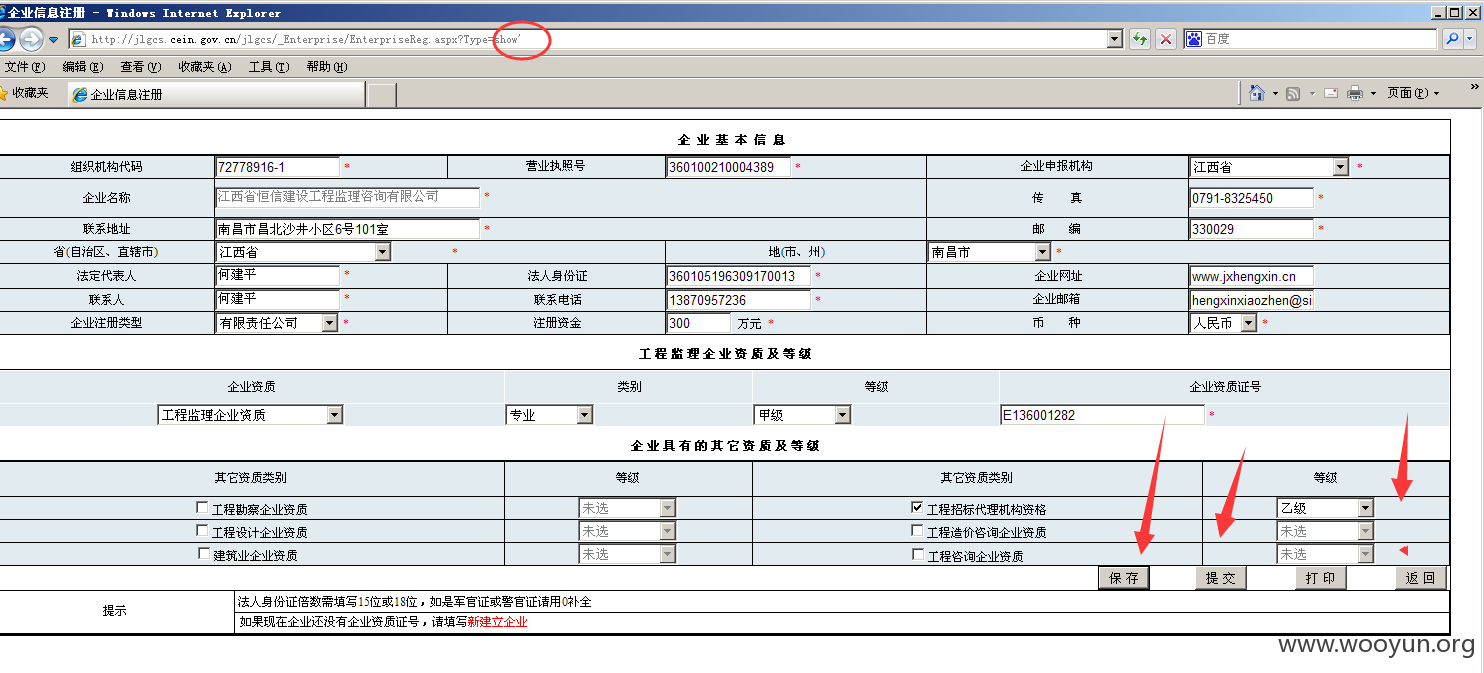 企业信息注册 - Windows Internet Explorer
http://jlgcs.cein.gov.cn/jlgcs/_Enterprise/EnterpriseReg.aspx?Type=show'
百度
文件(F) 编辑(E) 查看(V) 收藏夹(A) 工具(T) 帮助(H)
收藏夹 企业信息注册 页面(P) »
企业基本信息
组织机构代码 72778916-1 * 营业执照号 360100210004389 * 企业申报机构 江西省 *
企业名称 江西省恒信建设工程监理咨询有限公司 * 传 真 0791-8325450 *
联系地址 南昌市昌北沙井小区6号101室 * 邮 编 330029 *
省(自治区、直辖市) 江西省 * 地(市、州) 南昌市 *
法定代表人 何建平 * 法人身份证 360105196309170013 * 企业网址 www.jxhengxin.cn
联系人 何建平 * 联系电话 13870957236 * 企业邮箱 hengxinxiaozhen@si
企业注册类型 有限责任公司 * 注册资金 300 万元 * 币 种 人民币 *
工程监理企业资质及等级
企业资质 类别 等级 企业资质证号
工程监理企业资质 专业 甲级 E136001282 *
企业具有的其它资质及等级
其它资质类别 等级 其它资质类别 等级
工程勘察企业资质 未选 工程招标代理机构资格 乙级
工程设计企业资质 未选 工程造价咨询企业资质 未选
建筑业企业资质 未选 工程咨询企业资质 未选
保存 提交 打印 返回
提示 法人身份证倍数需填写15位或18位，如是军官证或警官证请用0补全
如果现在企业还没有企业资质证号，请填写新建立企业
www.wooyun.org